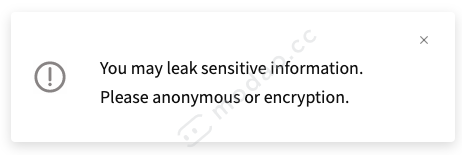 You may leak sensitive information.
Please anonymous or encryption.